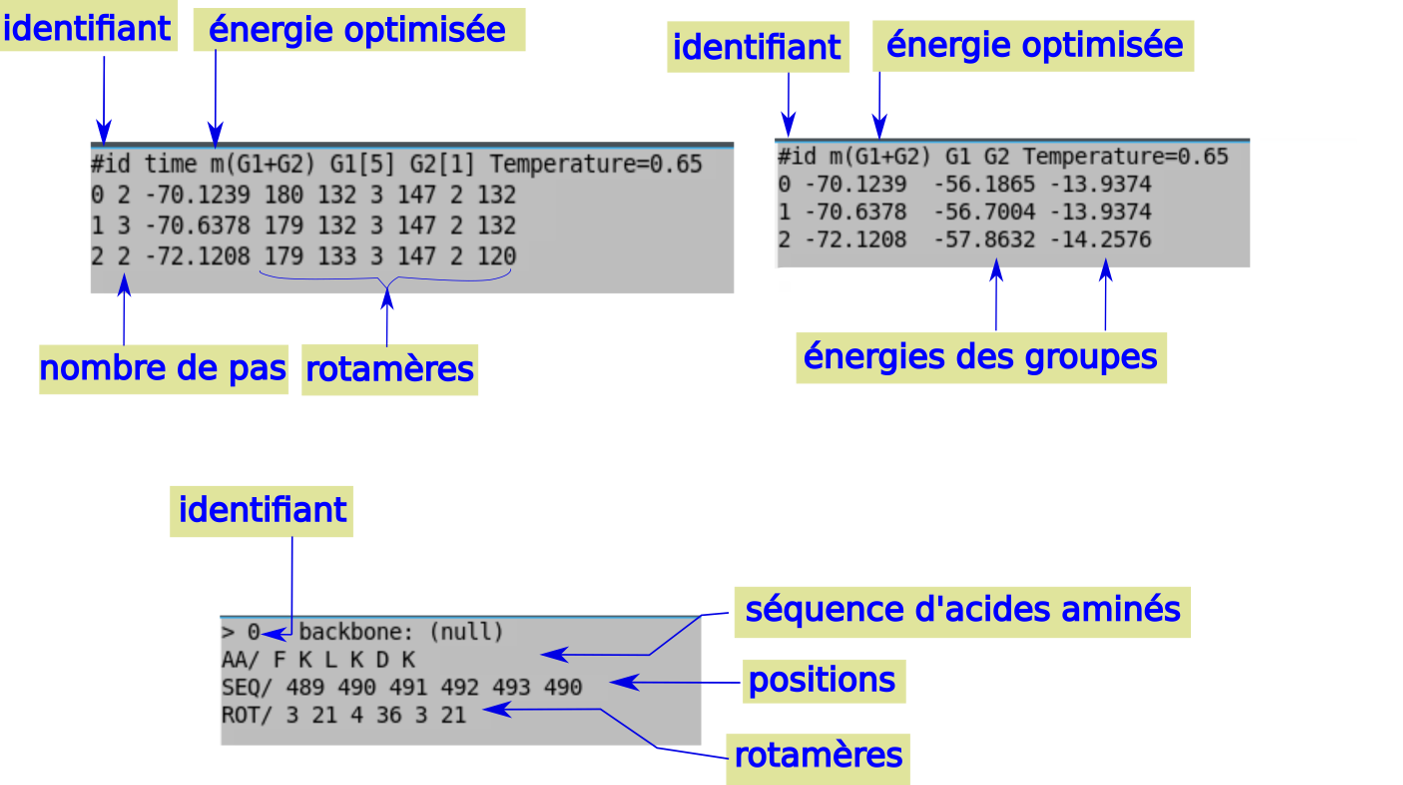 identifiant
énergie optimisée
#id time m(G1+G2) G1[5] G2[1] Temperature=0.65
0 2 -70.1239 180 132 3 147 2 132
1 3 -70.6378 179 132 3 147 2 132
2 2 -72.1208 179 133 3 147 2 120
nombre de pas
rotamères
identifiant
énergie optimisée
#id m(G1+G2) G1 G2 Temperature=0.65
0 -70.1239 -56.1865 -13.9374
1 -70.6378 -56.7004 -13.9374
2 -72.1208 -57.8632 -14.2576
énergies des groupes
identifiant
> 0 backbone: (null)
AA/ F K L K D K
SEQ/ 489 490 491 492 493 490
ROT/ 3 21 4 36 3 21
séquence d'acides aminés
positions
rotamères